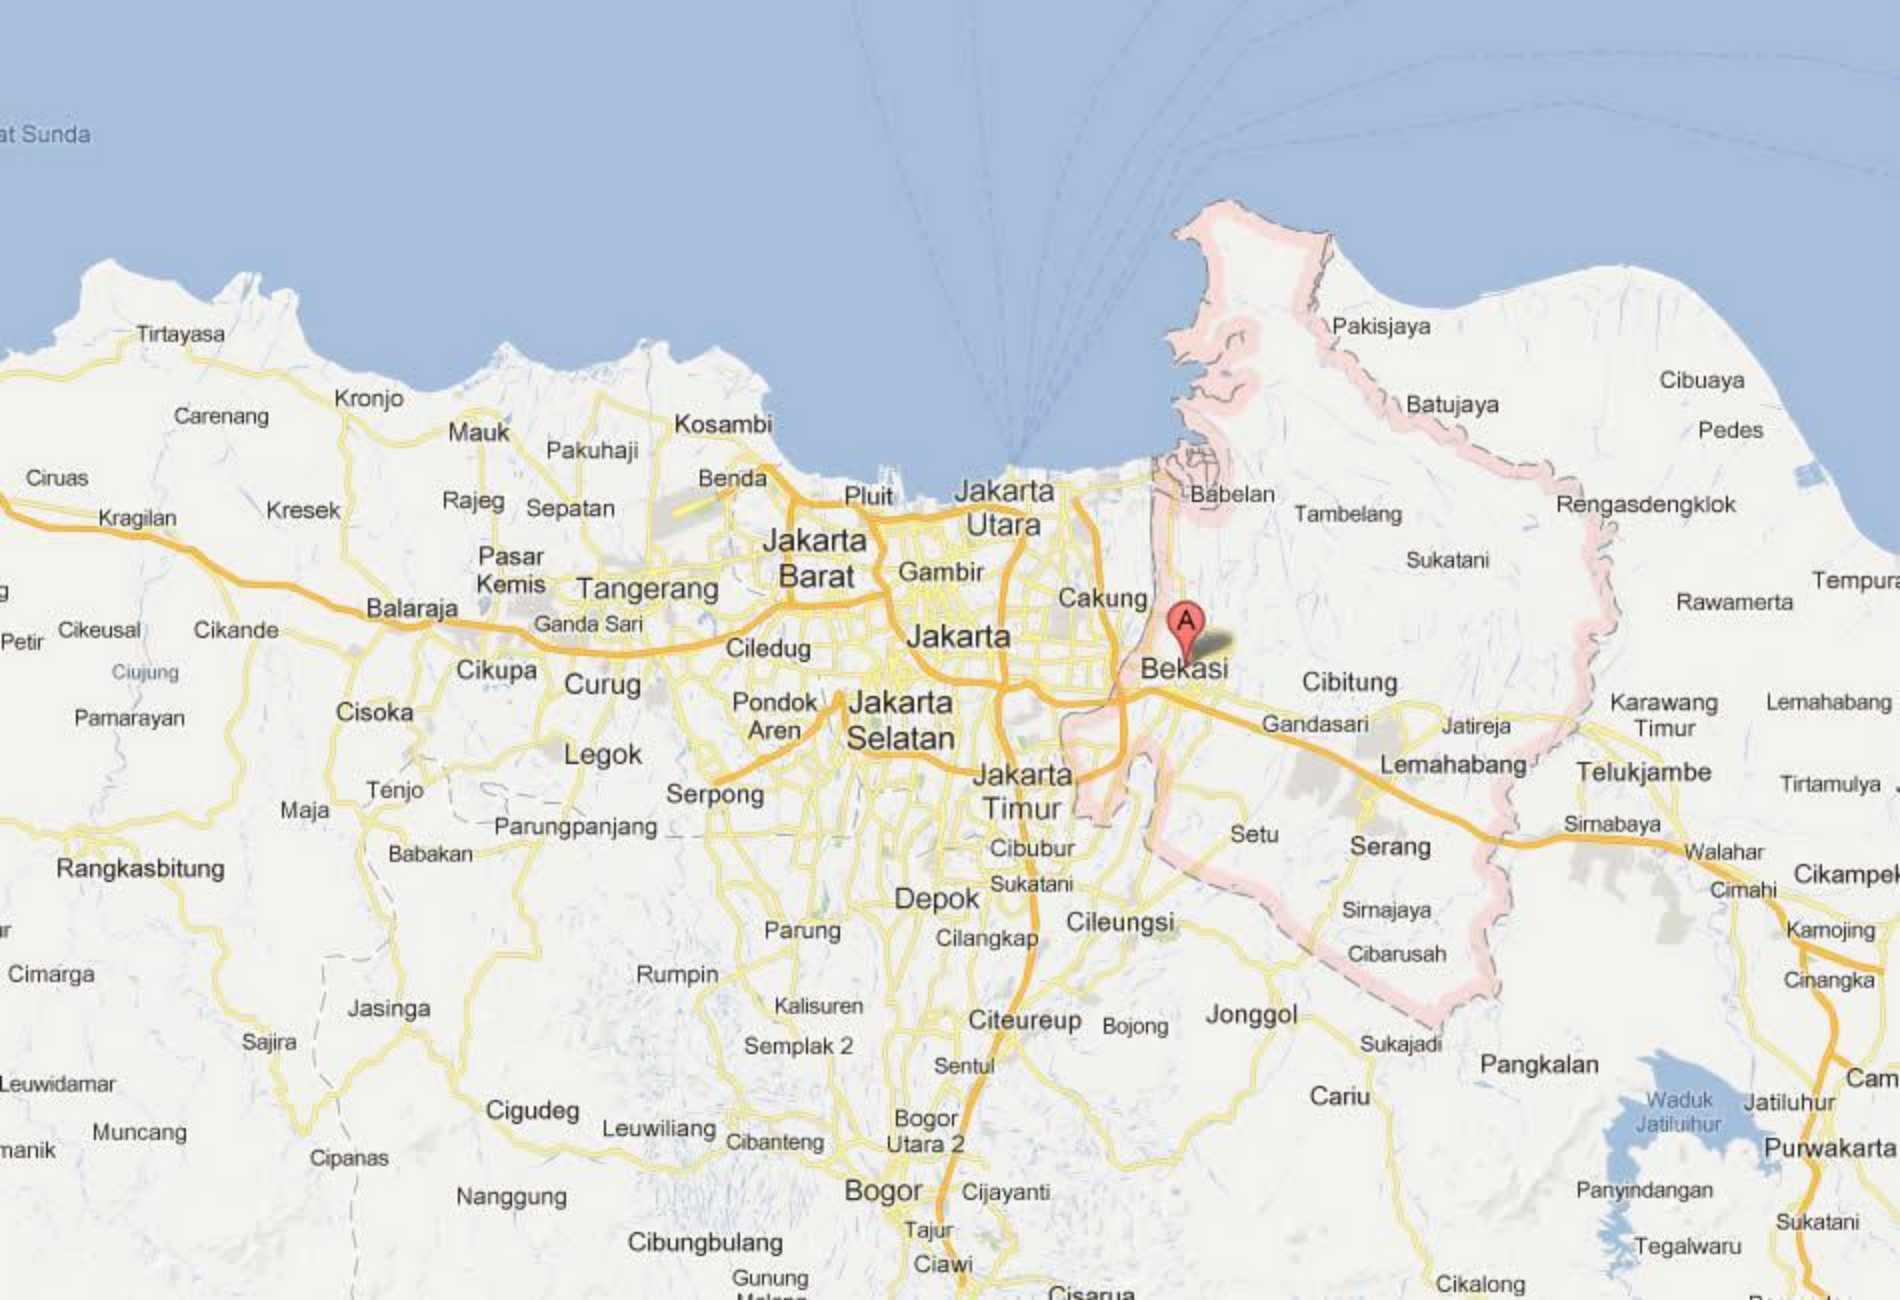 at Sunda
Tirtayasa
Pakisjaya
Cibuaya
Kronjo
Carenang
Batujaya
Kosambi
Mauk
Pedes
Pakuhaji
Ciruas
Benda
Pluit
Jakarta
Utara
Babelan
Rajeg
Sepatan
Kresek
Kragilan
Tambelang
Rengasdengklok
Jakarta
Barat
Pasar
Kemis
Gambir
Sukatani
Tangerang
Tempura
Cakung
Rawamerta
Balaraja
A
Ganda Sari
Cikeusal
Cikande
Petir
Jakarta
Ciledug
Ciujung
Cikupa
Bekasi
Curug
Cibitung
Pondok
Aren
Jakarta
Selatan
Karawang
Timur
Lemahabang
Cisoka
Pamarayan
Gandasari
Jatireja
Legok
Lemahabang
Telukjambe
Jakarta
Timur
Tirtamulya
Tenjo
Serpong
Maja
Parungpanjang
Sirnabaya
Setu
Serang
Cibubur
Babakan
Walahar
Rangkasbitung
Cikampek
Sukatani
Cimahi
Depok
Sirnajaya
Cileungsi
Parung
Cilangkap
Kamojing
Cibarusah
Cimarga
Rumpin
Cinangka
Jasinga
Kalisuren
Citeureup
Bojong
Jonggol
Sajira
Semplak 2
Sukajadi
Sentul
Pangkalan
Leuwidamar
Cam
Cariu
Waduk
Jatiluhur
Jatiluhur
Cigudeg
Bogor
Utara 2
Leuwiliang
Muncang
Cibanteng
Purwakarta
manik
Cipanas
Bogor
Cijayanti
Panyindangan
Nanggung
Sukatani
Tajur
Cibungbulang
Tegalwaru
Ciawi
Gunung
Cikalong
Cisarua